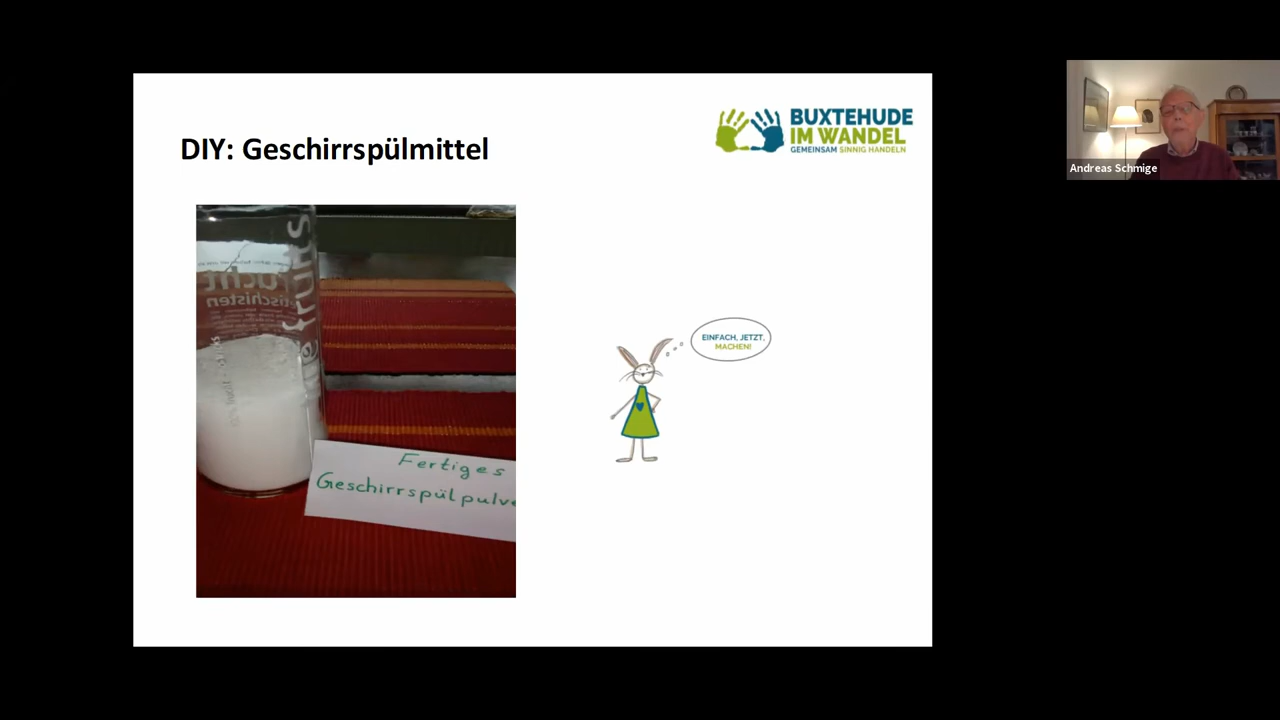 DIY: Geschirrspülmittel
BUXTEHUDE
IM WANDEL
GEMEINSAM SINNIG HANDELN
Andreas Schmige
EINFACH, JETZT,
MACHEN!
Fertiges
Geschirrspülpulve